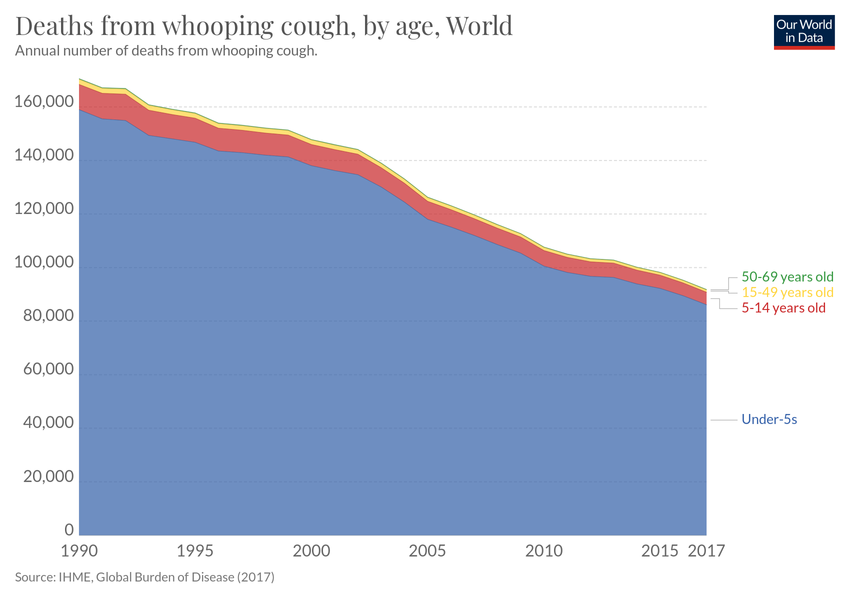 Deaths from whooping cough, by age, World
Annual number of deaths from whooping cough.
Our World
in Data
160,000
140,000
120,000
100,000
80,000
60,000
40,000
20,000
0
50-69 years old
15-49 years old
5-14 years old
Under-5s
1990
1995
2000
2005
2010
2015
2017
Source: IHME, Global Burden of Disease (2017)